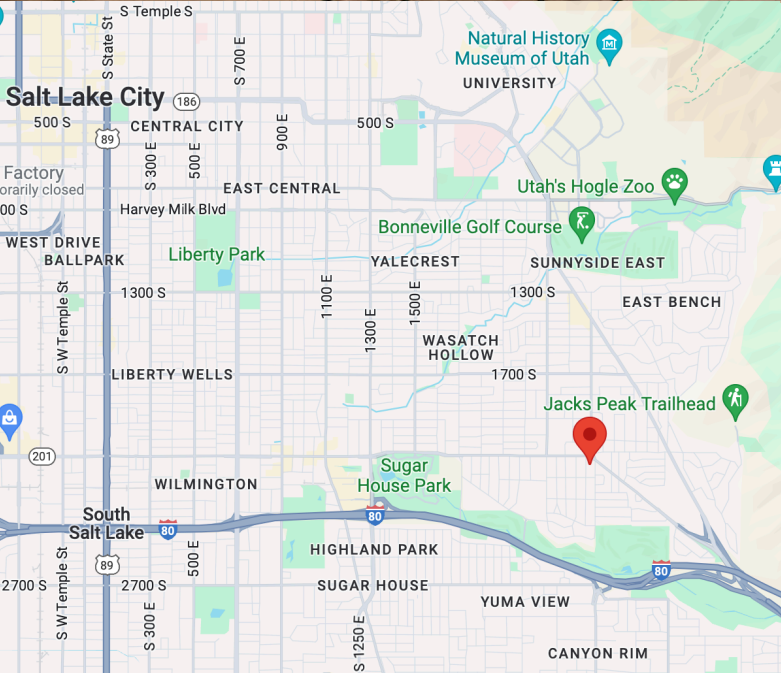 S Temple S
S State St
S 700 E
Natural History
Museum of Utah
UNIVERSITY
Salt Lake City
186
500 S
89
CENTRAL CITY
900 E
500 S
S 300 E
500 E
Factory
orarily closed
EAST CENTRAL
Utah's Hogle Zoo
00 S
Harvey Milk Blvd
Bonneville Golf Course
WEST DRIVE
BALLPARK
Liberty Park
YALECREST
SUNNYSIDE EAST
1300 S
1100 E
1300 E
1500 E
1300 S
EAST BENCH
S W Temple St
WASATCH
HOLLOW
LIBERTY WELLS
1700 S
Jacks Peak Trailhead
201
Sugar
House Park
WILMINGTON
South
Salt Lake
80
80
HIGHLAND PARK
89
500 E
80
2700 S
2700 S
SUGAR HOUSE
S W Temple St
S 300 E
YUMA VIEW
S 1250 E
CANYON RIM